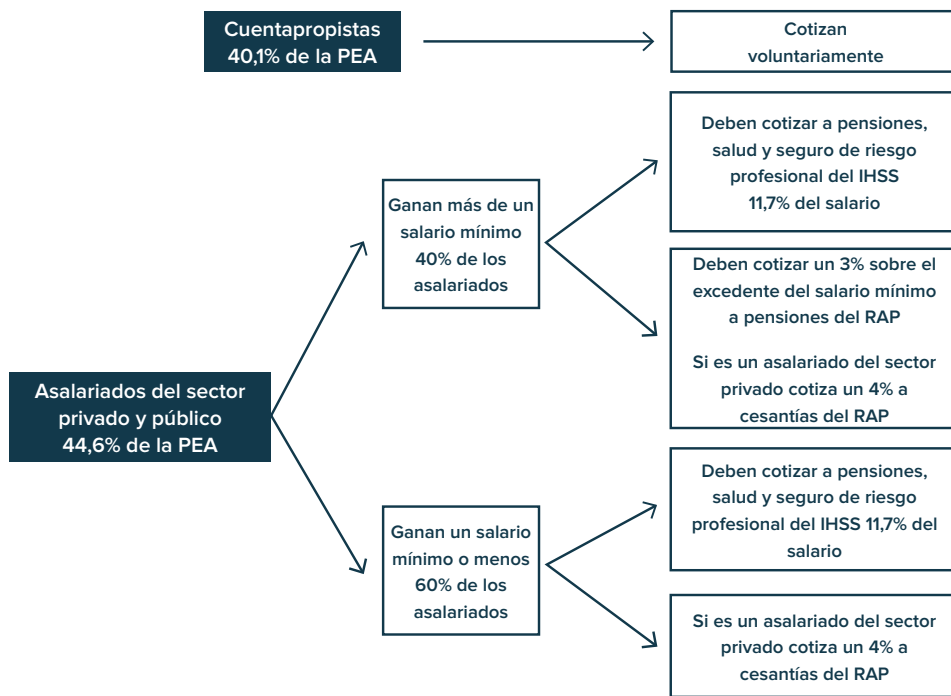 Cuentapropistas
40,1% de la PEA
Cotizan
voluntariamente
Deben cotizar a pensiones,
salud y seguro de riesgo
profesional del IHSS
11,7% del salario
Ganan más de un
salario mínimo
40% de los
asalariados
Deben cotizar un 3% sobre el
excedente del salario mínimo
a pensiones del RAP
Si es un asalariado del sector
privado cotiza un 4% a
cesantías del RAP
Asalariados del sector
privado y público
44,6% de la PEA
Deben cotizar a pensiones,
salud y seguro de riesgo
profesional del IHSS 11,7% del
salario
Ganan un salario
mínimo o menos
60% de los
asalariados
Si es un asalariado del sector
privado cotiza un 4% a
cesantías del RAP